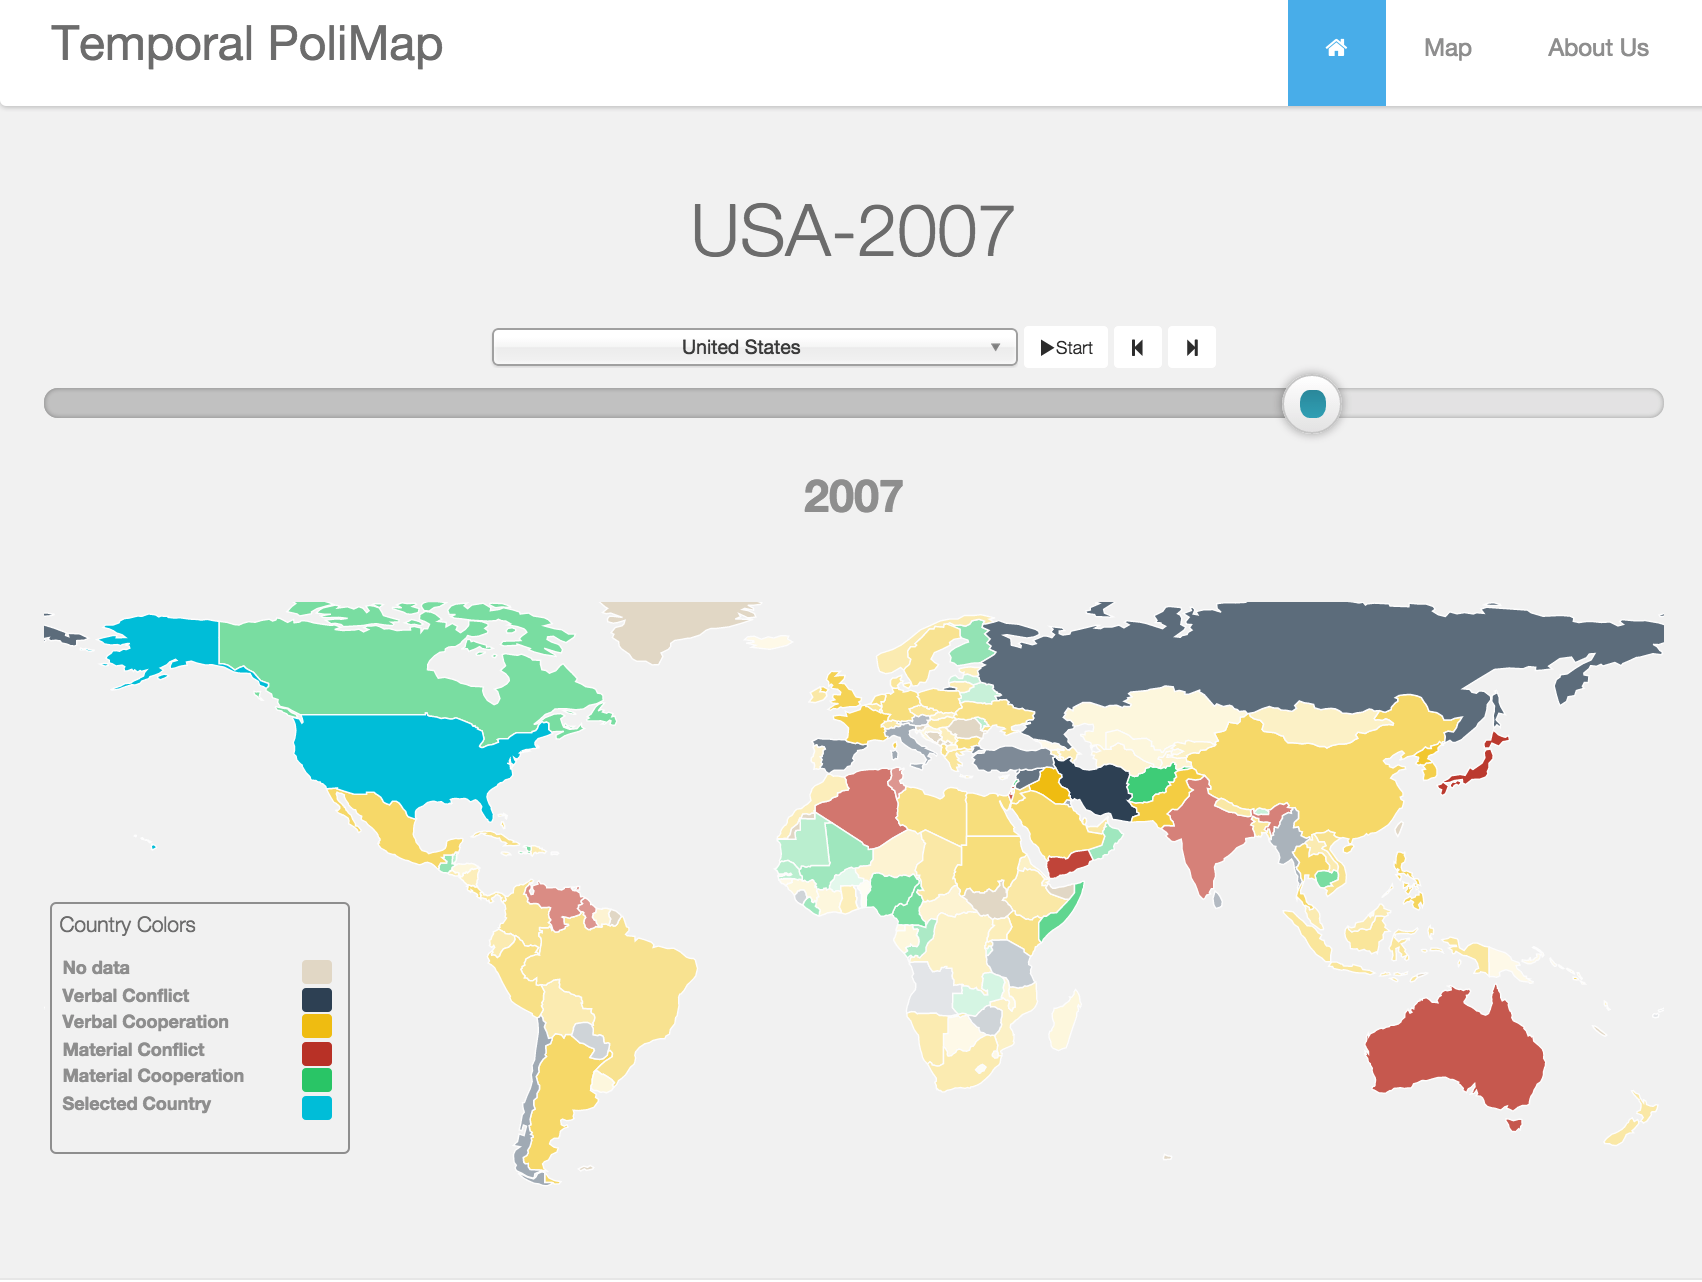 Temporal PoliMap
Map
About Us
USA-2007
United States
Start
2007
Country Colors
No data
Verbal Conflict
Verbal Cooperation
Material Conflict
Material Cooperation
Selected Country